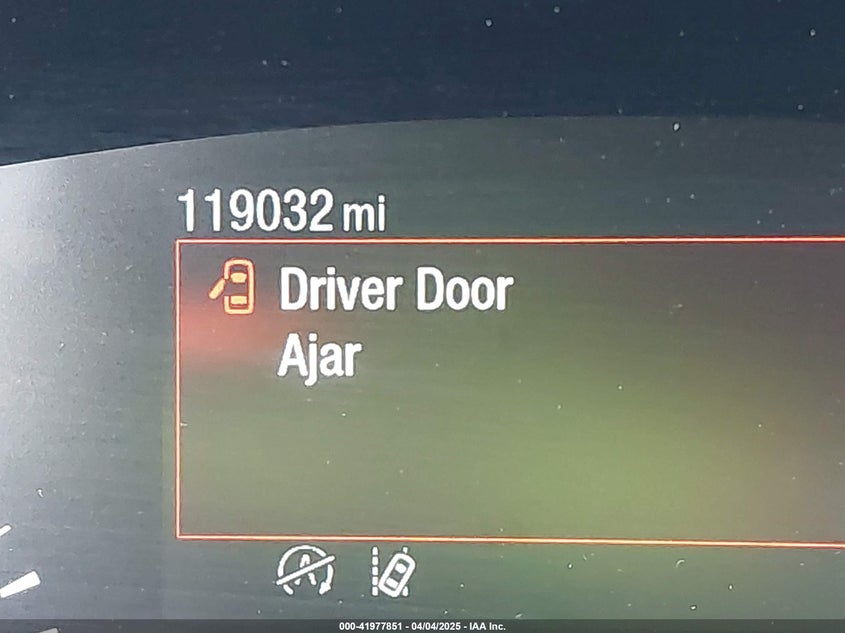 119032 mi
Driver Door
Ajar
000-41977851 - 04/04/2025 - IAA Inc.